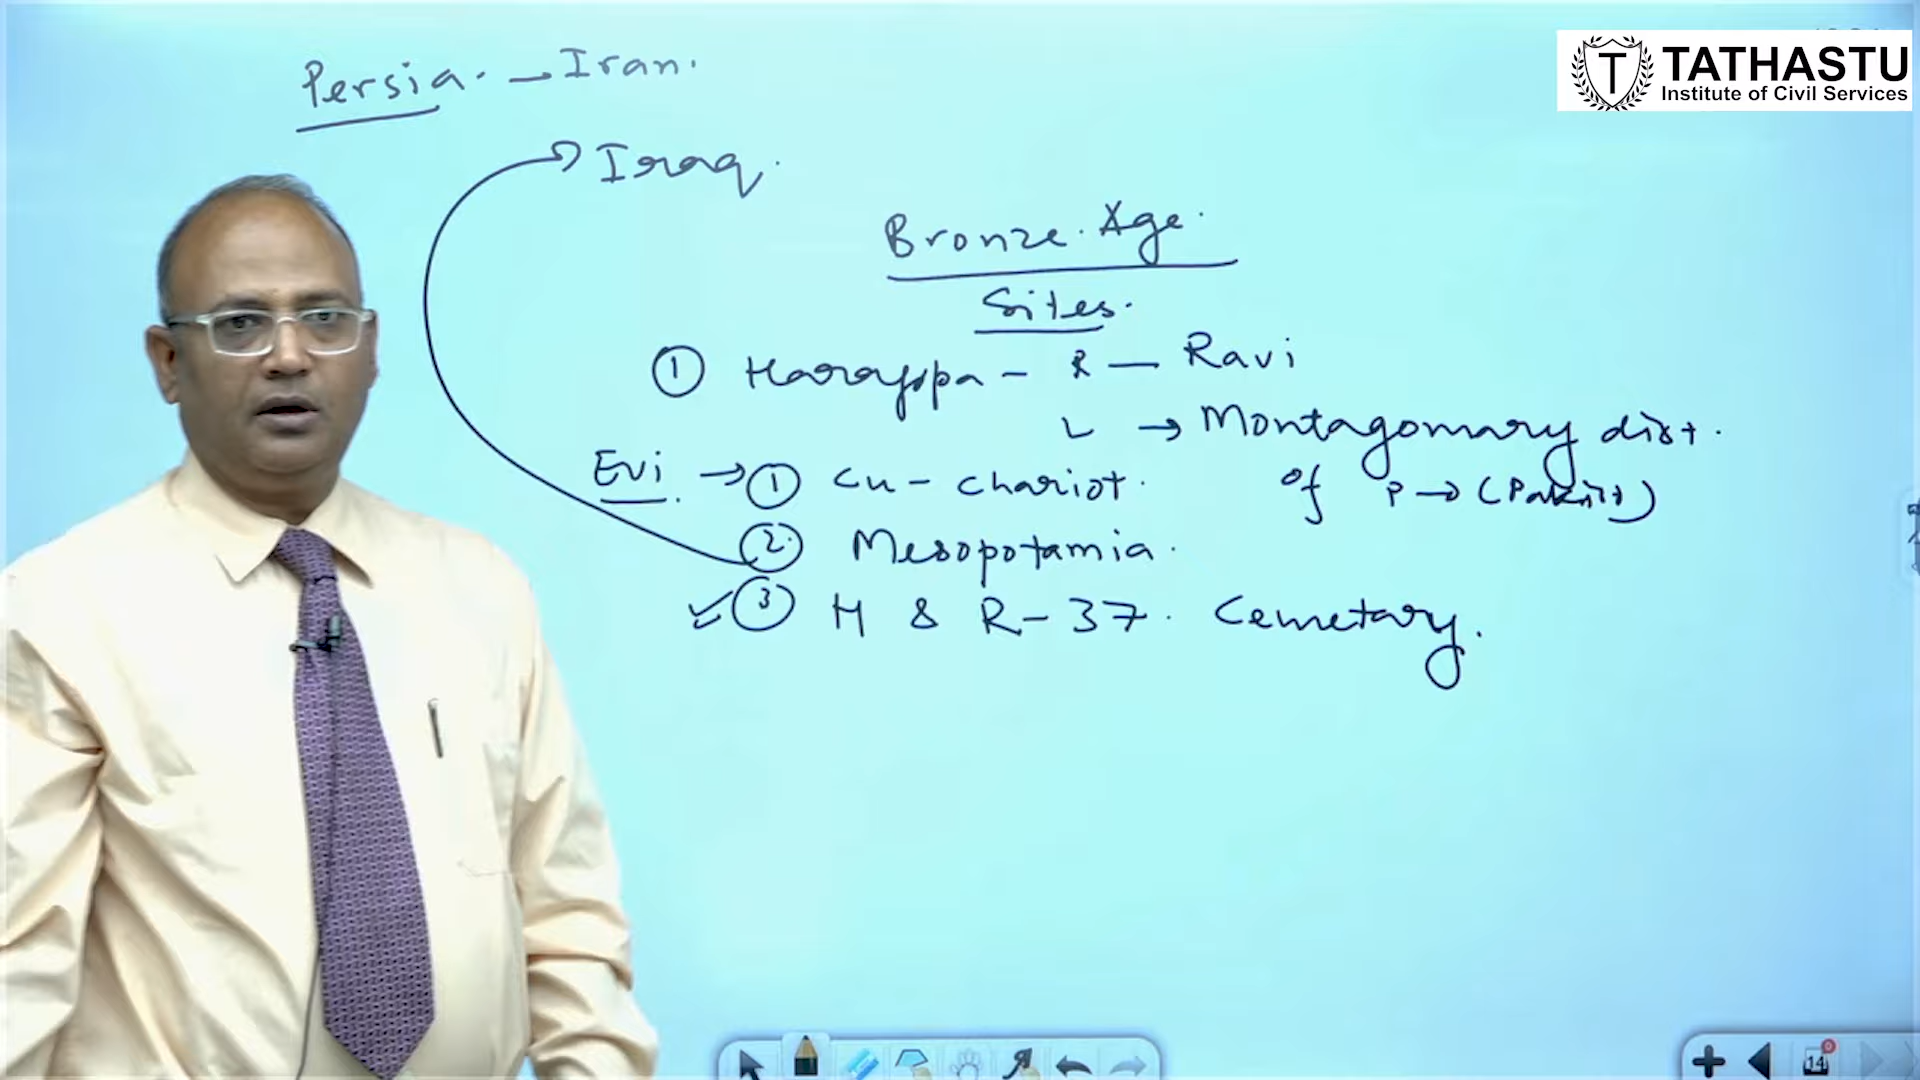 TATHASTU
Institute of Civil Services
T
Persia. - Iran.
Iraq.
Bronze Age.
Sites.
① Harappa - R — Ravi
L → Montagomary dist.
of P → (Pakist)
Evi → ① Cu - chariot.
② Mesopotamia.
③ H & R-37. Cemetary.
14